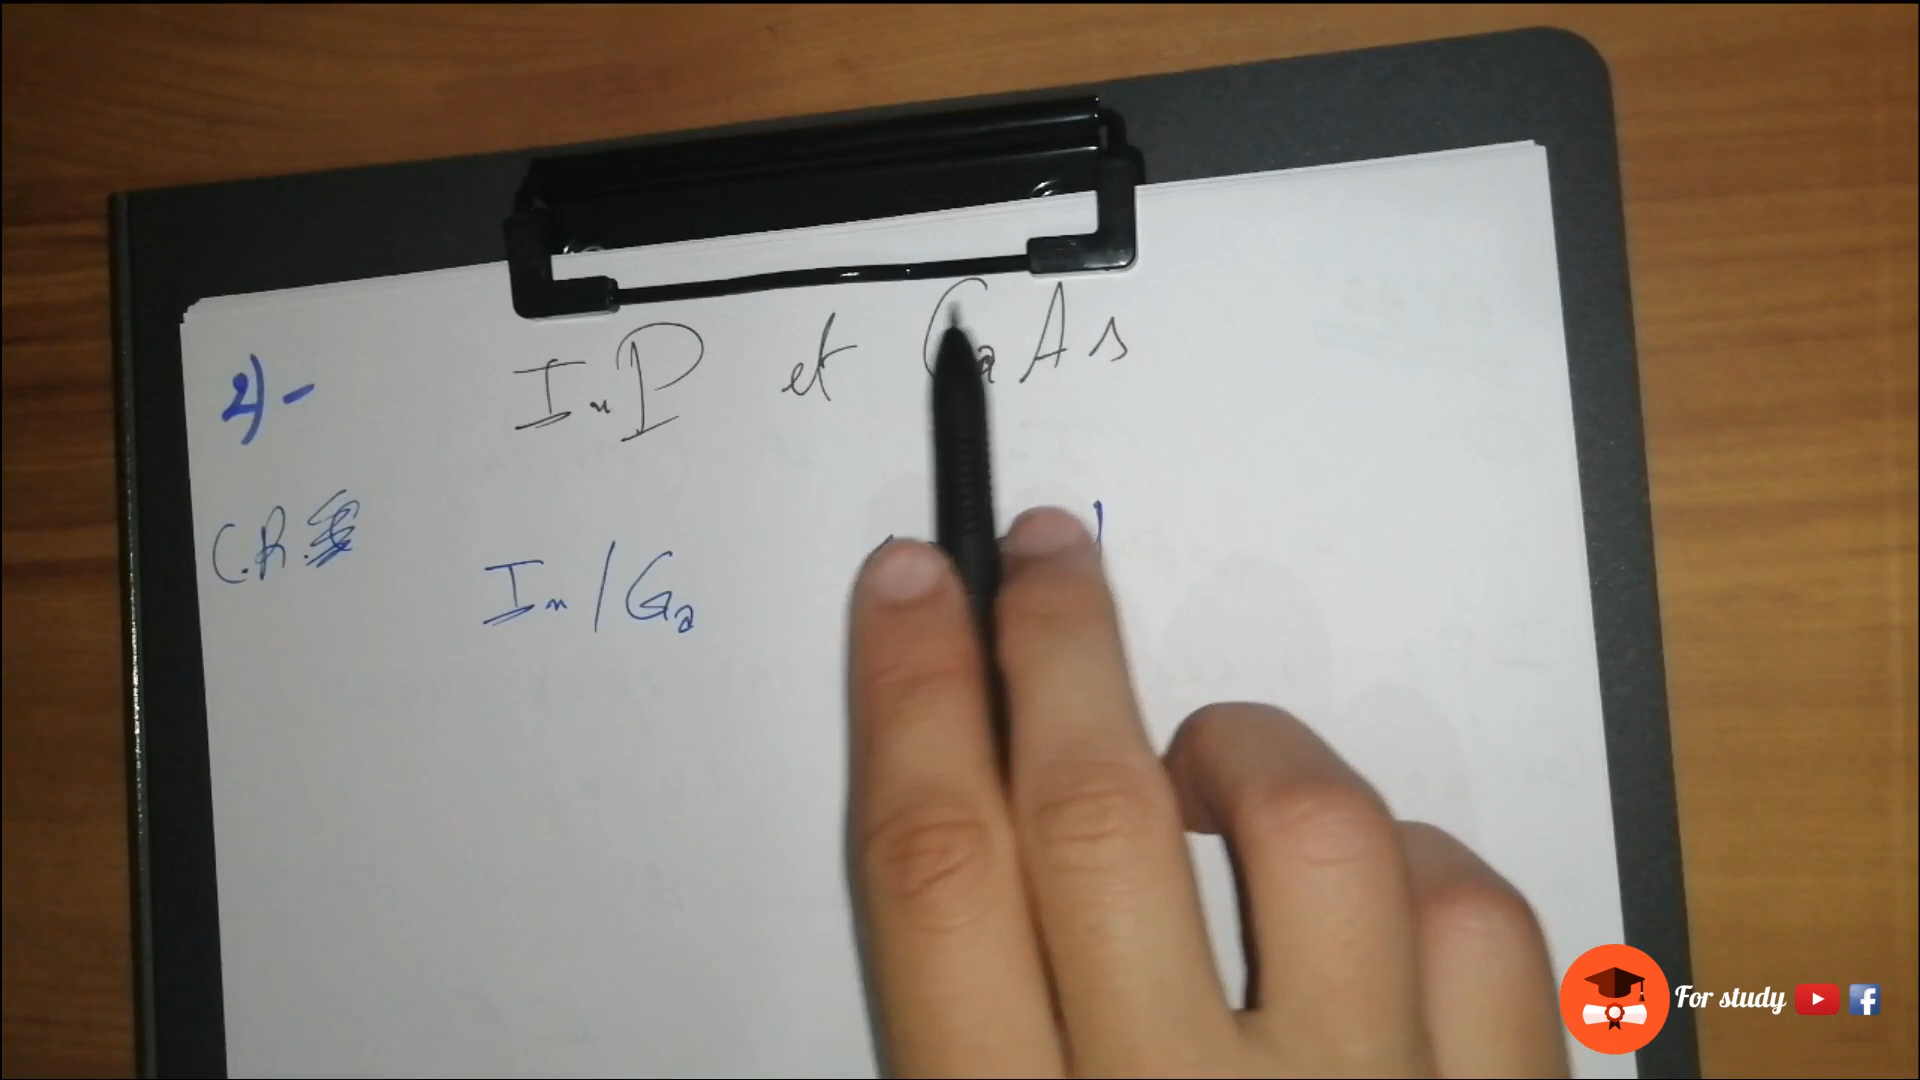 2)- InP et GaAs
C.R.
In/Ga
For study